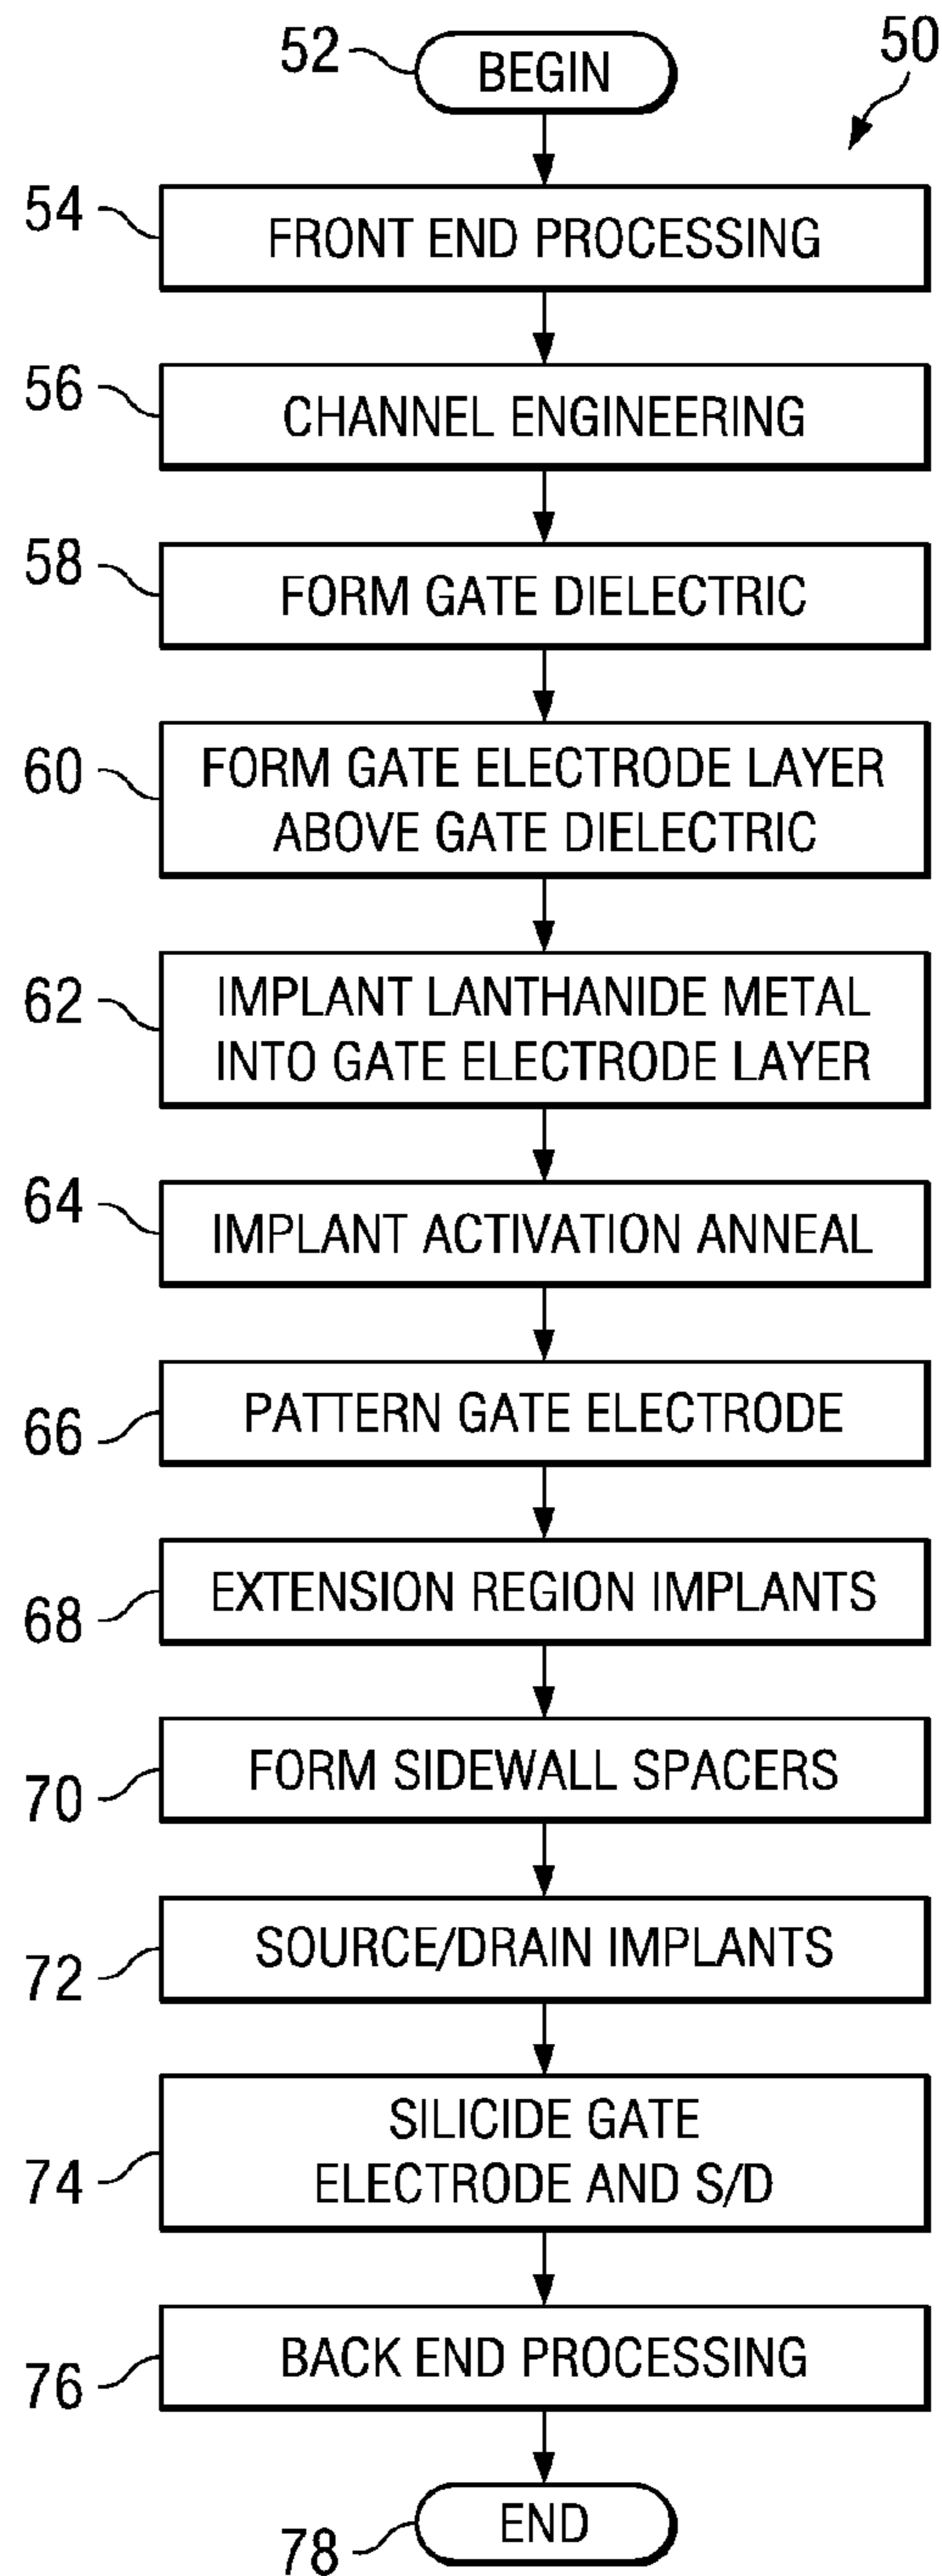 50
52
BEGIN
54
FRONT END PROCESSING
56
CHANNEL ENGINEERING
58
FORM GATE DIELECTRIC
60
FORM GATE ELECTRODE LAYER
ABOVE GATE DIELECTRIC
62
IMPLANT LANTHANIDE METAL
INTO GATE ELECTRODE LAYER
64
IMPLANT ACTIVATION ANNEAL
66
PATTERN GATE ELECTRODE
68
EXTENSION REGION IMPLANTS
70
FORM SIDEWALL SPACERS
72
SOURCE/DRAIN IMPLANTS
74
SILICIDE GATE
ELECTRODE AND S/D
76
BACK END PROCESSING
78
END